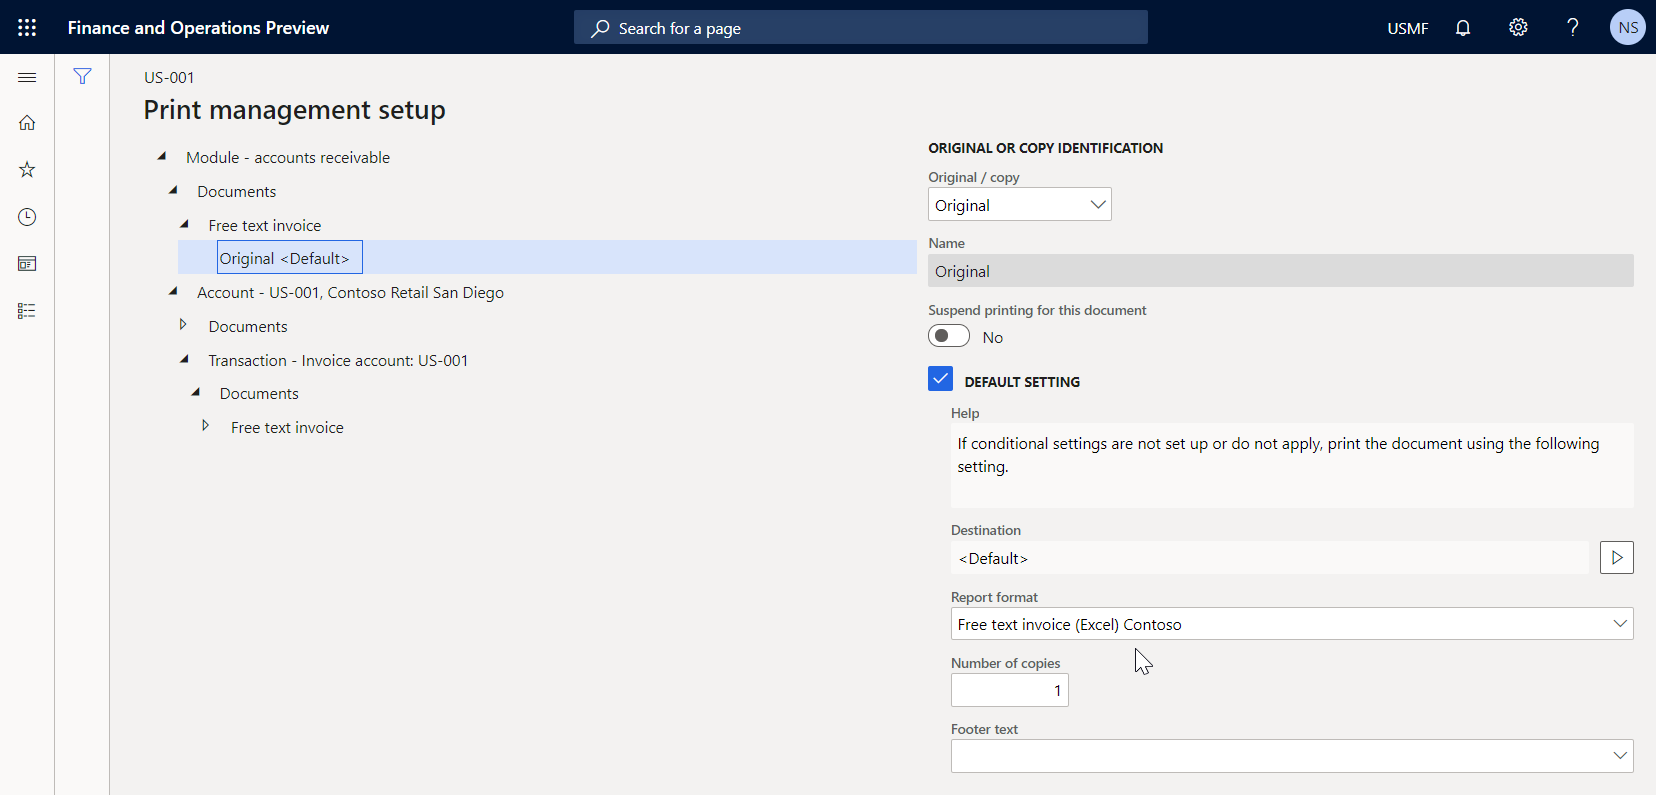 Finance and Operations Preview
Search for a page
USMF
NS
US-001
Print management setup
Module - accounts receivable
Documents
Free text invoice
Original <Default>
Account - US-001, Contoso Retail San Diego
Documents
Transaction - Invoice account: US-001
Documents
Free text invoice
ORIGINAL OR COPY IDENTIFICATION
Original / copy
Original
Name
Original
Suspend printing for this document
No
DEFAULT SETTING
Help
If conditional settings are not set up or do not apply, print the document using the following
setting.
Destination
<Default>
Report format
Free text invoice (Excel) Contoso
Number of copies
1
Footer text